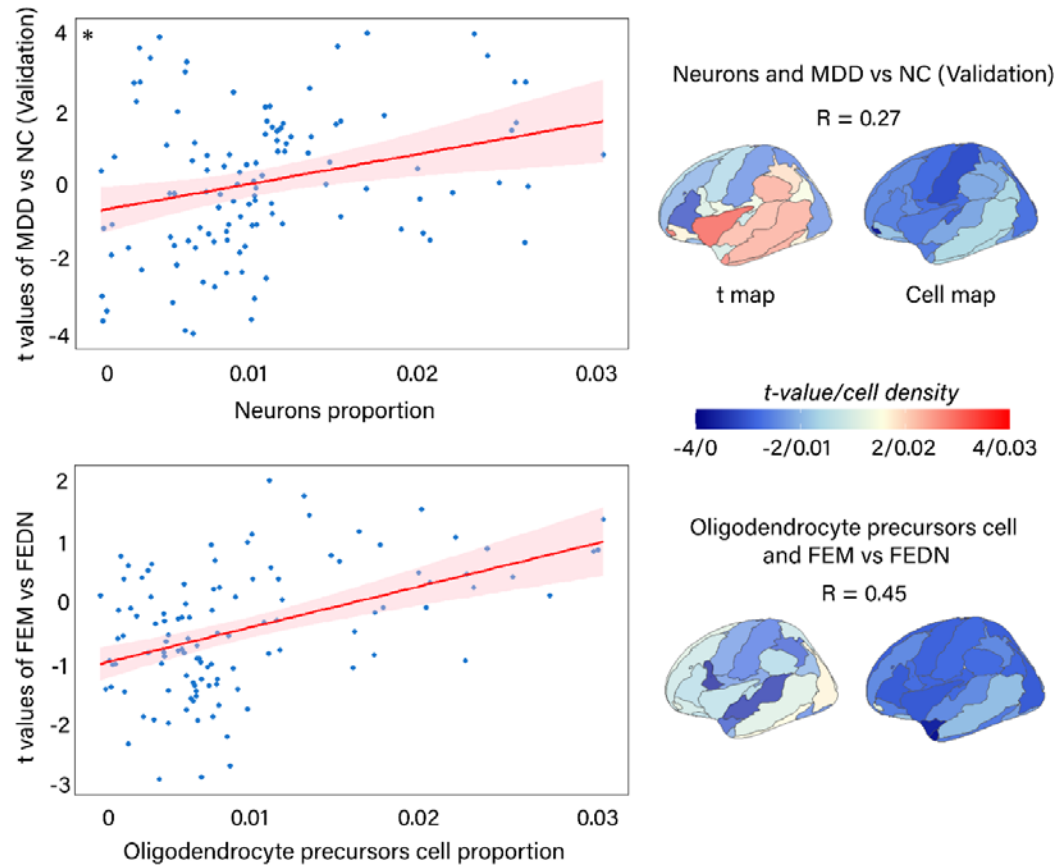 t values of MDD vs NC (Validation)
4
2
0
-2
-4
*
0
0.01
0.02
0.03
Neurons proportion
Neurons and MDD vs NC (Validation)
R = 0.27
t map
Cell map
t-value/cell density
-4/0
-2/0.01
2/0.02
4/0.03
t values of FEM vs FEDN
2
1
0
-1
-2
-3
0
0.01
0.02
0.03
Oligodendrocyte precursors cell proportion
Oligodendrocyte precursors cell
and FEM vs FEDN
R = 0.45